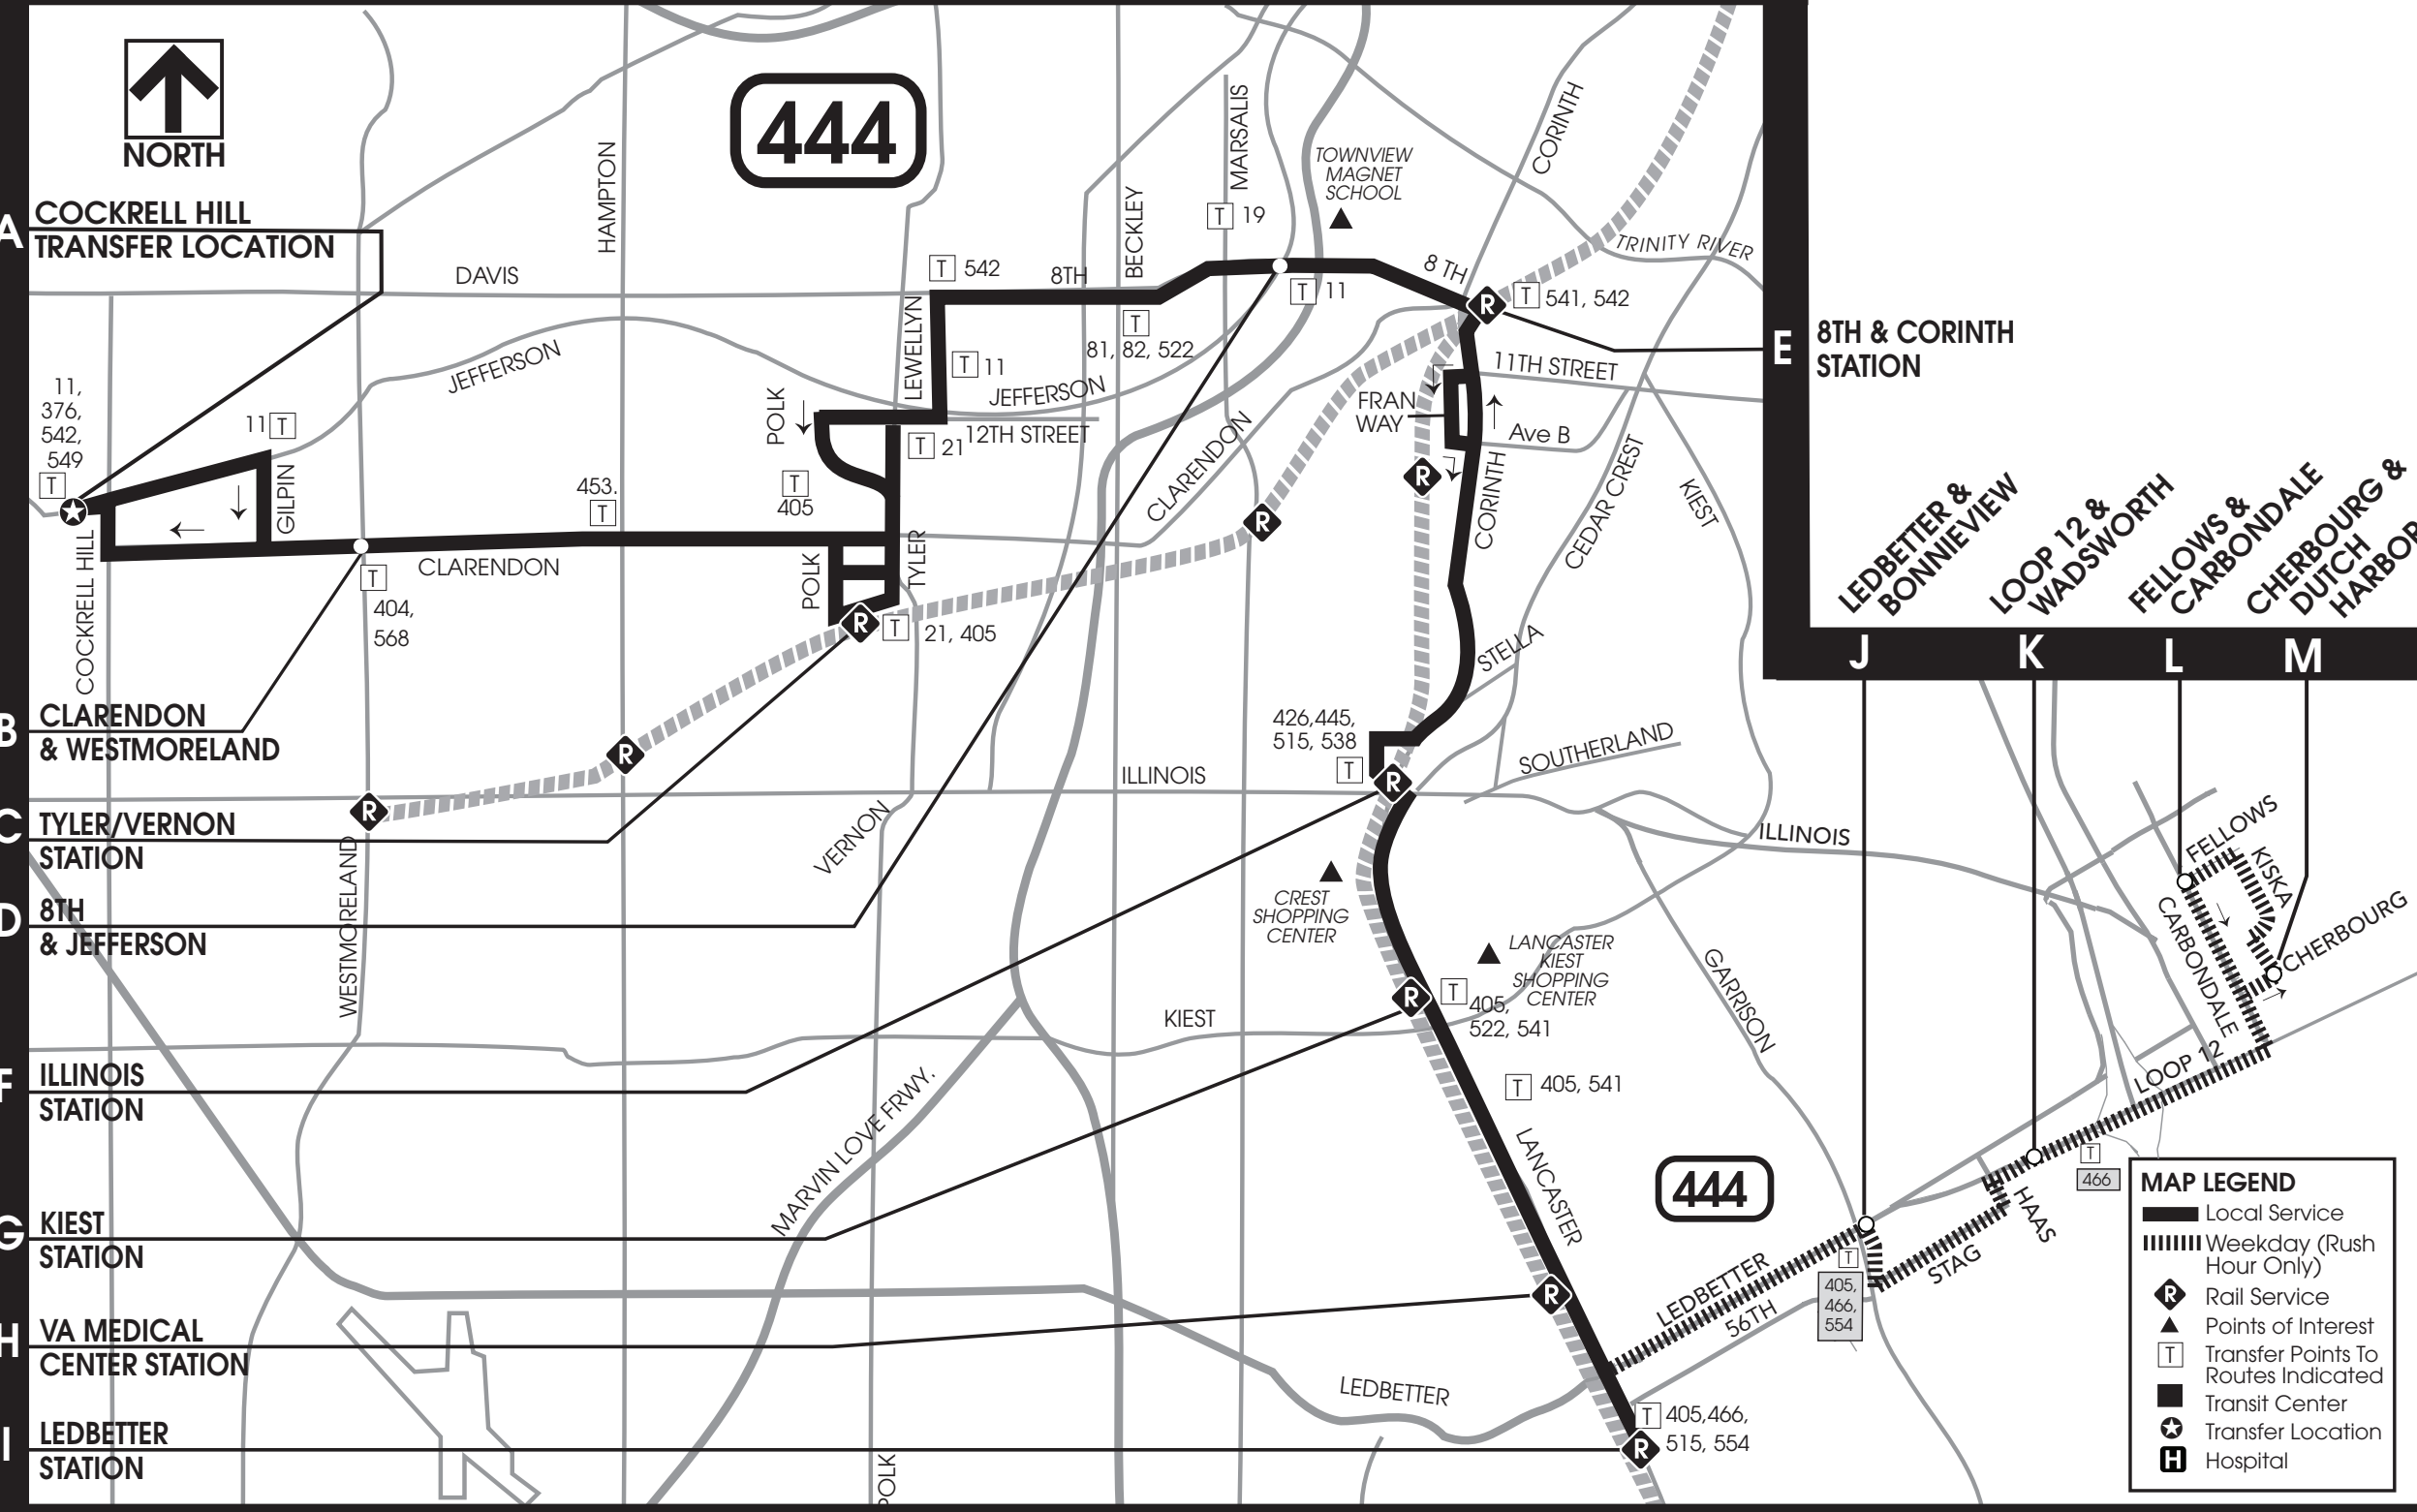 NORTH
444
A
COCKRELL HILL
TRANSFER LOCATION
HAMPTON
DAVIS
JEFFERSON
11,
376,
542,
549
T
11 T
GILPIN
COCKRELL HILL
453.
T
CLARENDON
T
404,
568
POLK
T
405
LEWELLYN
T 542
8TH
T 11
JEFFERSON
12TH STREET
T 21
POLK
TYLER
R
T 21, 405
BECKLEY
T
81, 82, 522
MARSALIS
T 19
TOWNVIEW
MAGNET
SCHOOL
T 11
CORINTH
8 TH
TRINITY RIVER
R
T 541, 542
11TH STREET
FRAN
WAY
Ave B
R
CLARENDON
R
CORINTH
CEDAR CREST
KIEST
STELLA
SOUTHERLAND
426,445,
515, 538
T
R
ILLINOIS
ILLINOIS
E
8TH & CORINTH
STATION
LEDBETTER &
BONNIEVIEW
LOOP 12 &
WADSWORTH
FELLOWS &
CARBONDALE
CHERBOURG &
DUTCH
J
K
L
M
B
CLARENDON
& WESTMORELAND
R
R
C
TYLER/VERNON
STATION
WESTMORELAND
VERNON
D
8TH
& JEFFERSON
CREST
SHOPPING
CENTER
LANCASTER
KIEST
SHOPPING
CENTER
R
T
405,
522, 541
KIEST
GARRISON
FELLOWS
KISKA
CARBONDALE
CHERBOURG
LOOP 12
F
ILLINOIS
STATION
MARVIN LOVE FRWY.
T 405, 541
LANCASTER
444
G
KIEST
STATION
HAAS
STAG
T
466
T
405,
466,
554
R
LEDBETTER
56TH
H
VA MEDICAL
CENTER STATION
LEDBETTER
I
LEDBETTER
STATION
POLK
T 405,466,
515, 554
R
MAP LEGEND
Local Service
Weekday (Rush
Hour Only)
R Rail Service
Points of Interest
T Transfer Points To
Routes Indicated
Transit Center
Transfer Location
H Hospital